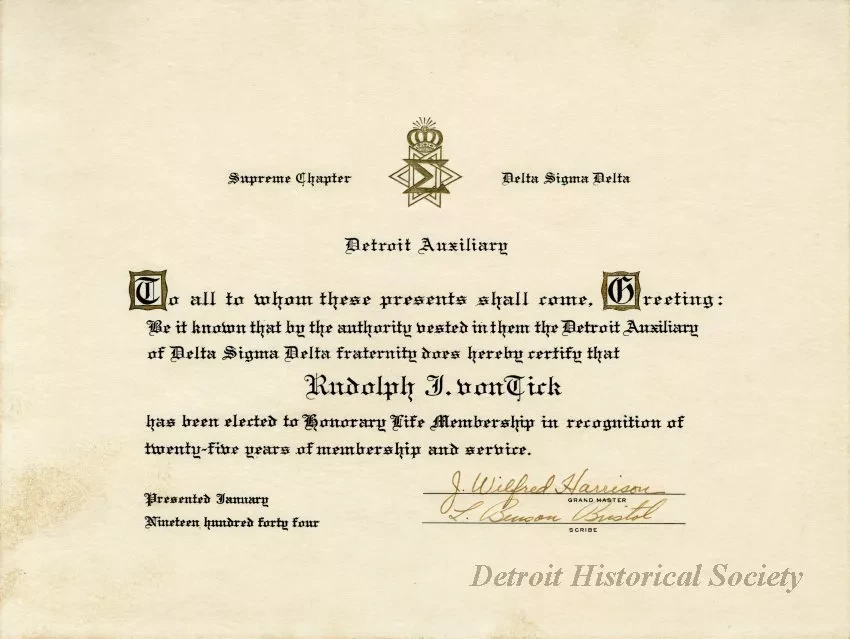 Supreme Chapter Σ Delta Sigma Delta
Detroit Auxiliary
To all to whom these presents shall come, Greeting:
Be it known that by the authority vested in them the Detroit Auxiliary
of Delta Sigma Delta fraternity does hereby certify that
Rudolph J. vonTick
has been elected to Honorary Life Membership in recognition of
twenty-five years of membership and service.
Presented January
Nineteen hundred forty four
J. Wilfred Harrison
GRAND MASTER
L. Benson Bristol
SCRIBE
Detroit Historical Society